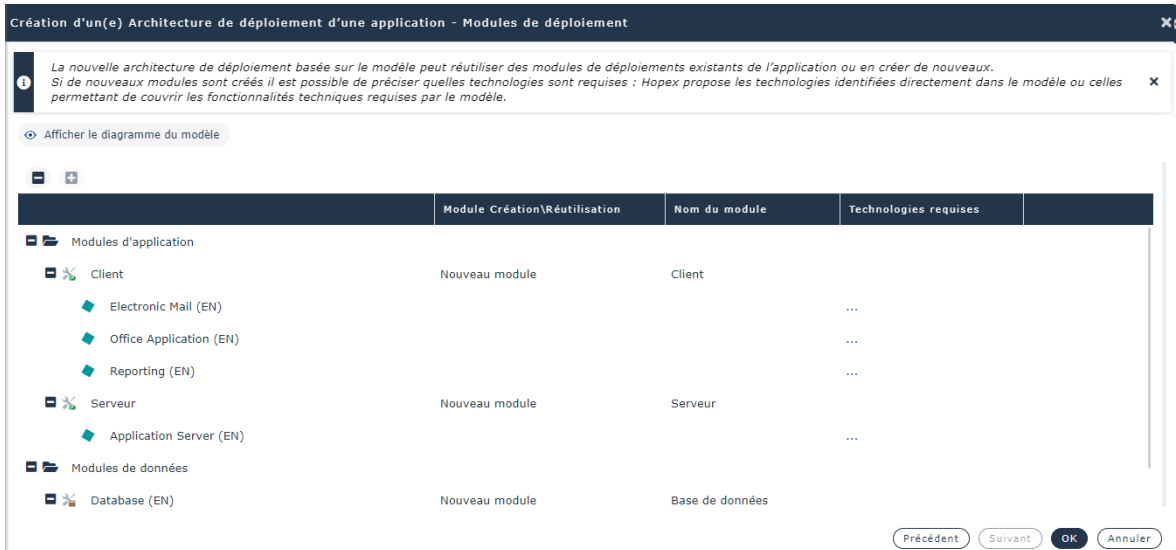 Création d'un(e) Architecture de déploiement d'une application - Modules de déploiement
La nouvelle architecture de déploiement basée sur le modèle peut réutiliser des modules de déploiements existants de l'application ou en créer de nouveaux.
Si de nouveaux modules sont créés il est possible de préciser quelles technologies sont requises : Hopex propose les technologies identifiées directement dans le modèle ou celles
permettant de couvrir les fonctionnalités techniques requises par le modèle.
Afficher le diagramme du modèle
Module Création\Réutilisation Nom du module Technologies requises
Modules d'application
Client Nouveau module Client
Electronic Mail (EN) ...
Office Application (EN) ...
Reporting (EN) ...
Serveur Nouveau module Serveur
Application Server (EN) ...
Modules de données
Database (EN) Nouveau module Base de données
Précédent Suivant OK Annuler